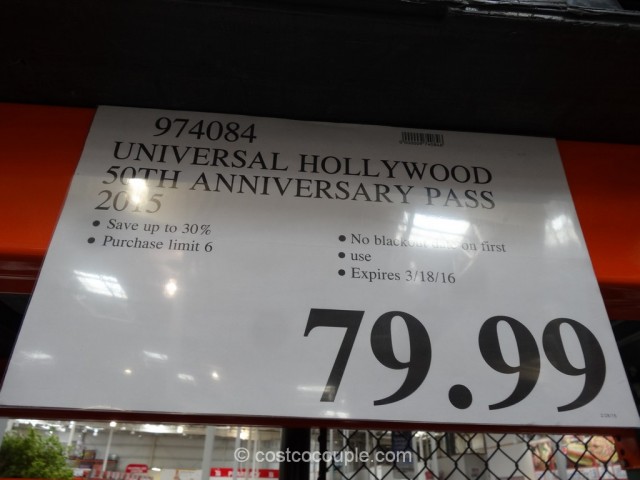 974084
UNIVERSAL HOLLYWOOD
50TH ANNIVERSARY PASS
2015
• Save up to 30%
• Purchase limit 6
• No blackout date on first
• use
• Expires 3/18/16
79.99
© costcocouple.com